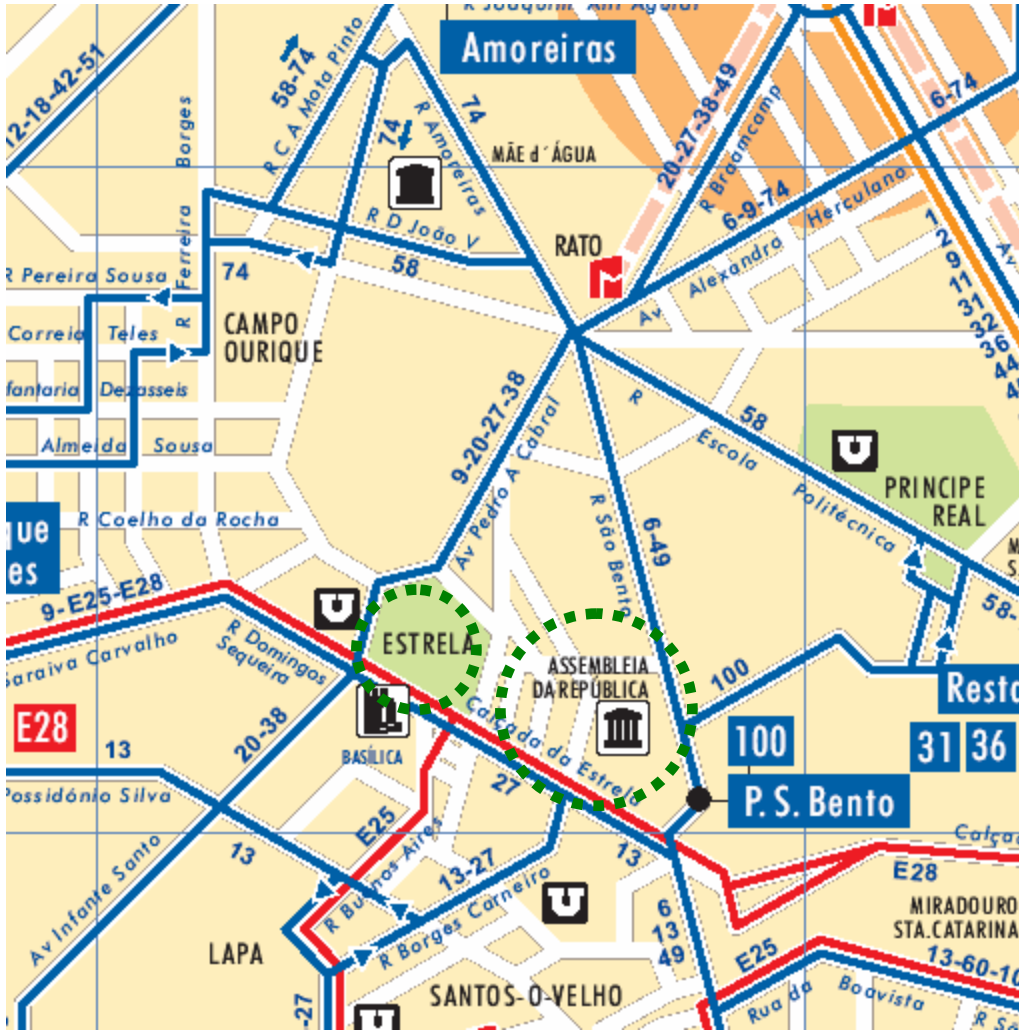 R Joaquim Ant Aguiar
Amoreiras
12-18-42-51
58-74
R C A Mota Pinto
74
R Amoreiras
74
MÃE d´ÁGUA
20-27-38-49
R Braamcamp
6-74
6-9-74
Av Alexandra Herculano
R Ferreira Borges
R D João V
58
RATO
1
2
9
11
31
32
36
44
Av
R Pereira Sousa
74
Correia Teles
CAMPO
OURIQUE
nfantaria Dezasseis
Almeida Sousa
9-20-27-38
Av Pedro A Cabral
R Escola Politécnica
58
PRINCIPE
REAL
R Coelho da Rocha
que
es
R São Bento
6-49
M
S
58-
9-E25-E28
Saraiva Carvalho
R Domingos
Sequeira
ESTRELA
ASSEMBLEIA
DA REPÚBLICA
100
Resta
E28
13
20-38
BASÍLICA
Calçada da Estrela
27
100
31
36
P. S. Bento
Possidónio Silva
E25
13
R Buenos Aires
13-27
R Borges Carneiro
13
Calça
E28
Av Infante Santo
6
13
49
MIRADOURO
STA.CATARINA
LAPA
E25
13-60-10
SANTOS-O-VELHO
Rua da Boavista
-27
R S